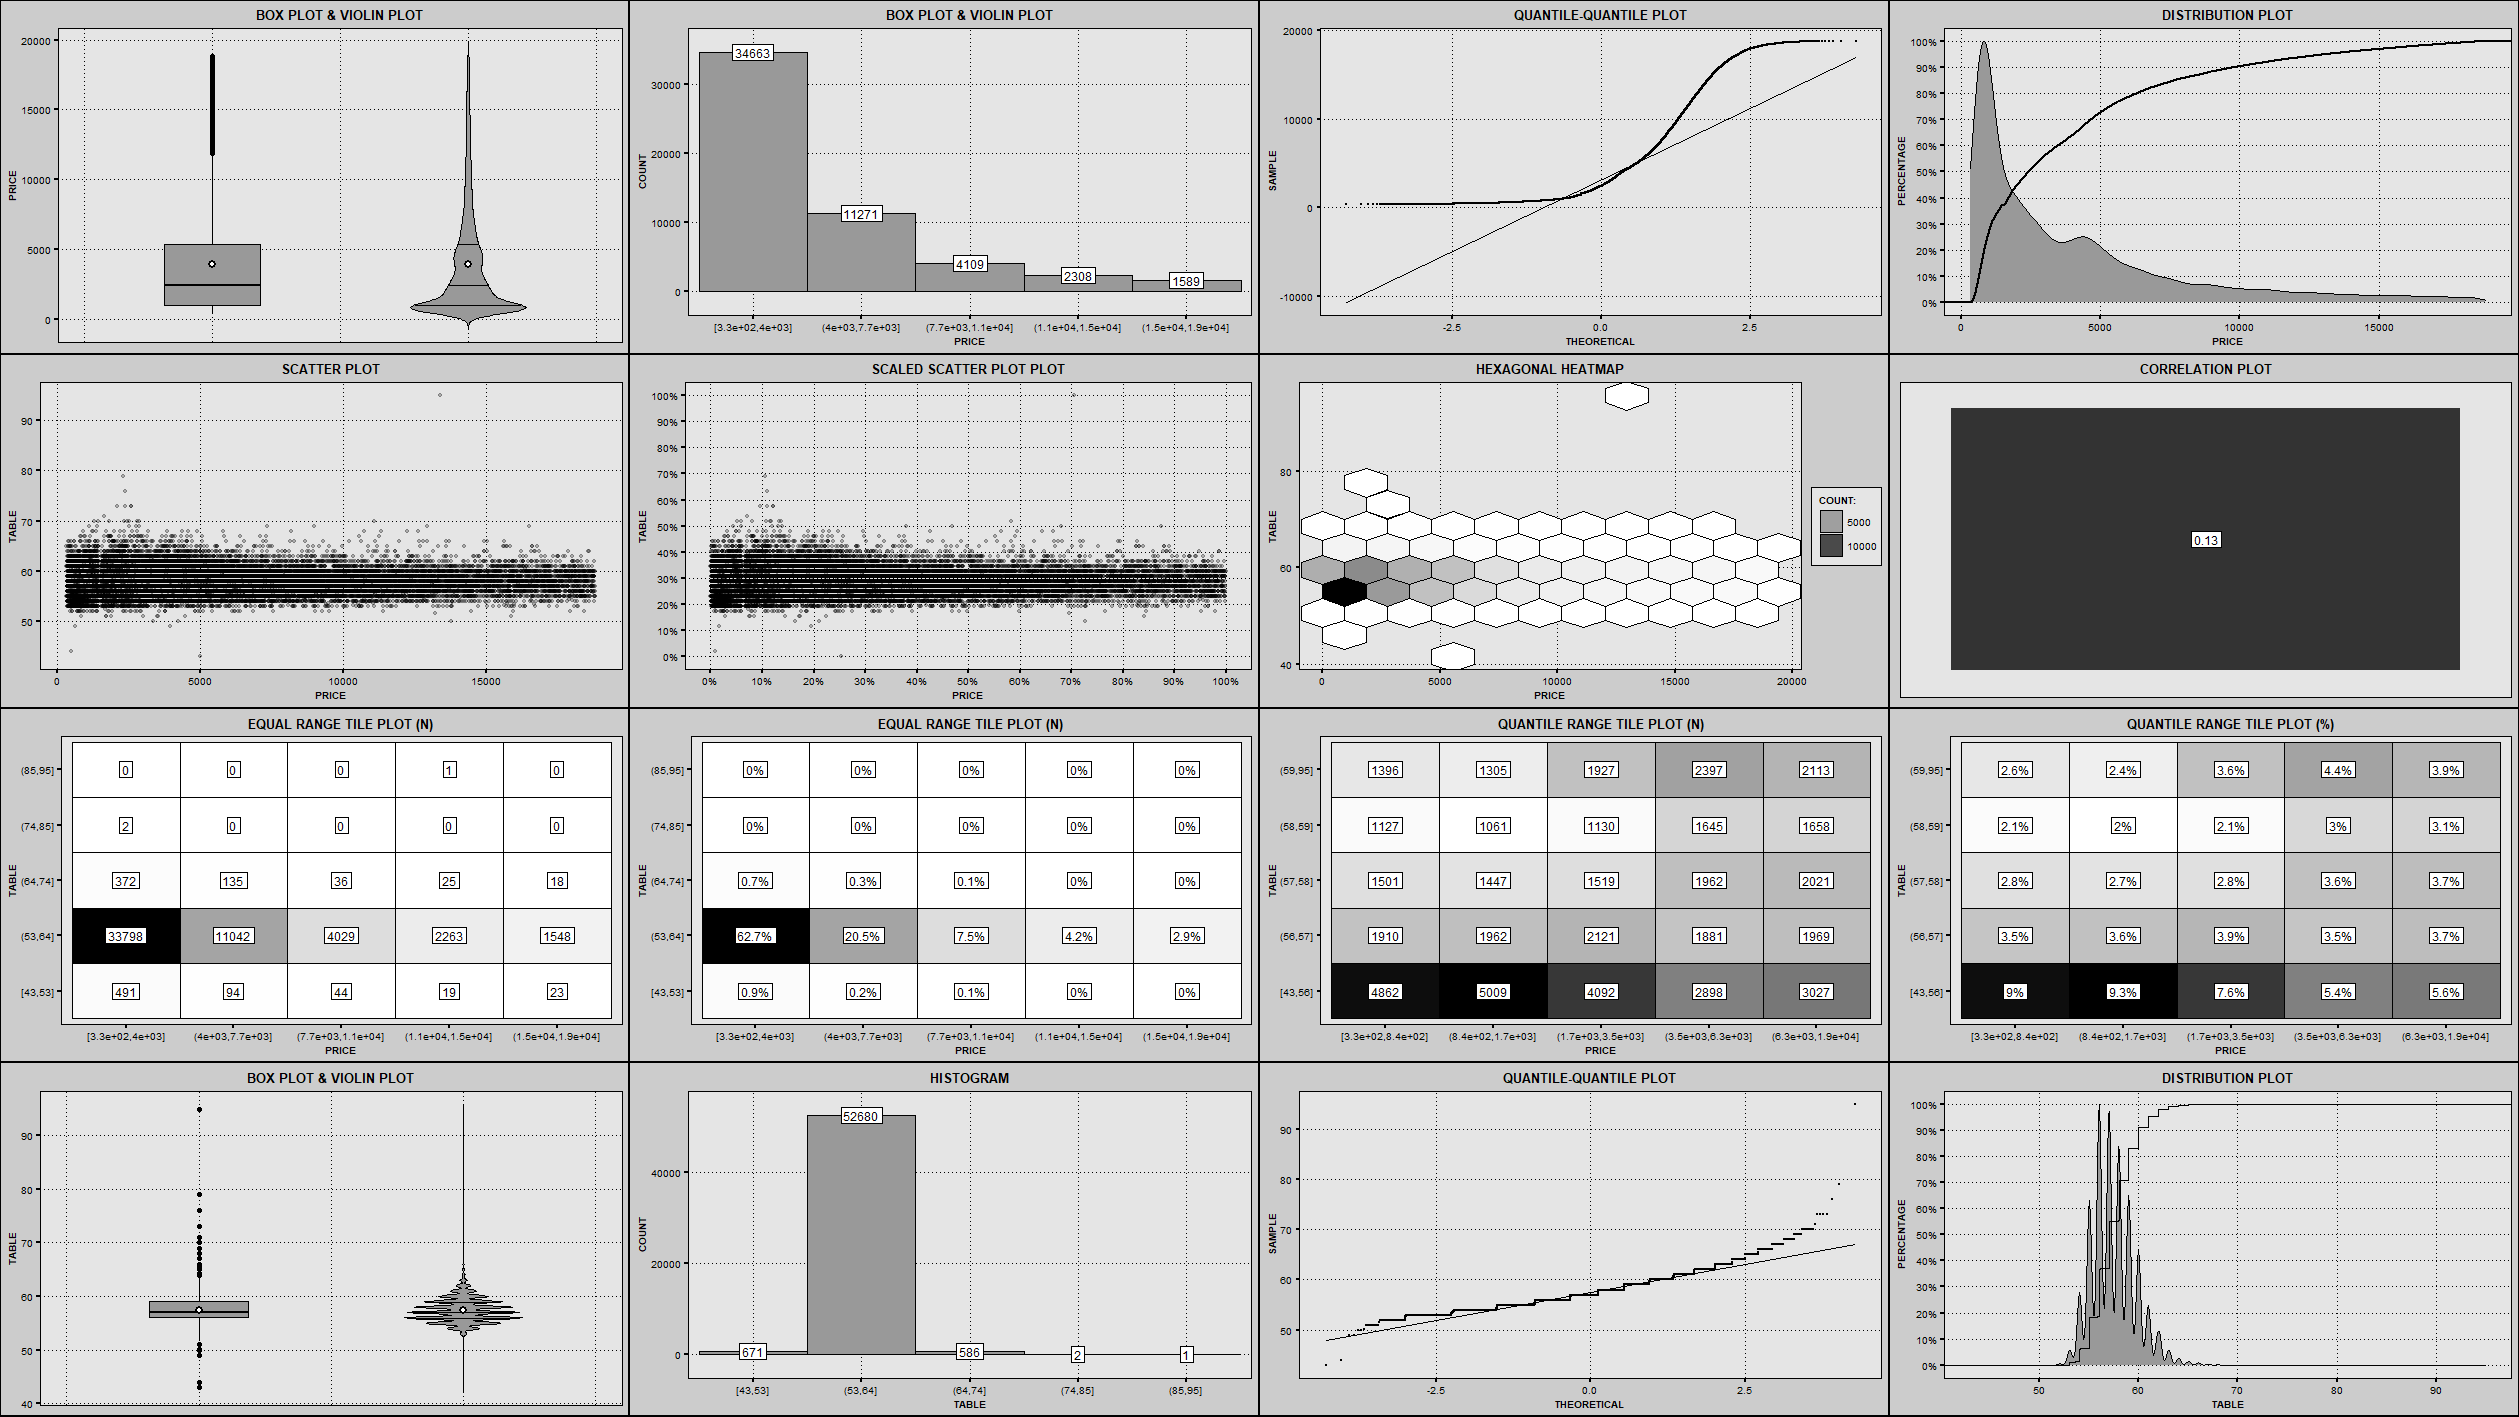 BOX PLOT & VIOLIN PLOT
20000
15000
10000
5000
0
PRICE
BOX PLOT & VIOLIN PLOT
34663
11271
4109
2308
1589
30000
20000
10000
0
COUNT
[3.3e+02,4e+03] (4e+03,7.7e+03] (7.7e+03,1.1e+04] (1.1e+04,1.5e+04] (1.5e+04,1.9e+04]
PRICE
QUANTILE-QUANTILE PLOT
20000
10000
0
-10000
SAMPLE
-2.5 0.0 2.5
THEORETICAL
DISTRIBUTION PLOT
100%
90%
80%
70%
60%
50%
40%
30%
20%
10%
0%
PERCENTAGE
0 5000 10000 15000
PRICE
SCATTER PLOT
90
80
70
60
50
TABLE
0 5000 10000 15000
PRICE
SCALED SCATTER PLOT PLOT
100%
90%
80%
70%
60%
50%
40%
30%
20%
10%
0%
TABLE
0% 10% 20% 30% 40% 50% 60% 70% 80% 90% 100%
PRICE
HEXAGONAL HEATMAP
80
60
40
TABLE
0 5000 10000 15000 20000
PRICE
COUNT:
5000
10000
CORRELATION PLOT
0.13
EQUAL RANGE TILE PLOT (N)
(85,95] 0 0 0 1 0
(74,85] 2 0 0 0 0
(64,74] 372 135 36 25 18
(53,64] 33798 11042 4029 2263 1548
[43,53] 491 94 44 19 23
TABLE
[3.3e+02,4e+03] (4e+03,7.7e+03] (7.7e+03,1.1e+04] (1.1e+04,1.5e+04] (1.5e+04,1.9e+04]
PRICE
EQUAL RANGE TILE PLOT (N)
(85,95] 0% 0% 0% 0% 0%
(74,85] 0% 0% 0% 0% 0%
(64,74] 0.7% 0.3% 0.1% 0% 0%
(53,64] 62.7% 20.5% 7.5% 4.2% 2.9%
[43,53] 0.9% 0.2% 0.1% 0% 0%
TABLE
[3.3e+02,4e+03] (4e+03,7.7e+03] (7.7e+03,1.1e+04] (1.1e+04,1.5e+04] (1.5e+04,1.9e+04]
PRICE
QUANTILE RANGE TILE PLOT (N)
(59,95] 1396 1305 1927 2397 2113
(58,59] 1127 1061 1130 1645 1658
(57,58] 1501 1447 1519 1962 2021
(56,57] 1910 1962 2121 1881 1969
[43,56] 4862 5009 4092 2898 3027
TABLE
[3.3e+02,8.4e+02] (8.4e+02,1.7e+03] (1.7e+03,3.5e+03] (3.5e+03,6.3e+03] (6.3e+03,1.9e+04]
PRICE
QUANTILE RANGE TILE PLOT (%)
(59,95] 2.6% 2.4% 3.6% 4.4% 3.9%
(58,59] 2.1% 2% 2.1% 3% 3.1%
(57,58] 2.8% 2.7% 2.8% 3.6% 3.7%
(56,57] 3.5% 3.6% 3.9% 3.5% 3.7%
[43,56] 9% 9.3% 7.6% 5.4% 5.6%
TABLE
[3.3e+02,8.4e+02] (8.4e+02,1.7e+03] (1.7e+03,3.5e+03] (3.5e+03,6.3e+03] (6.3e+03,1.9e+04]
PRICE
BOX PLOT & VIOLIN PLOT
90
80
70
60
50
40
TABLE
HISTOGRAM
52680
671
586
2
1
40000
20000
0
COUNT
[43,53] (53,64] (64,74] (74,85] (85,95]
TABLE
QUANTILE-QUANTILE PLOT
90
80
70
60
50
SAMPLE
-2.5 0.0 2.5
THEORETICAL
DISTRIBUTION PLOT
100%
90%
80%
70%
60%
50%
40%
30%
20%
10%
0%
PERCENTAGE
50 60 70 80 90
TABLE